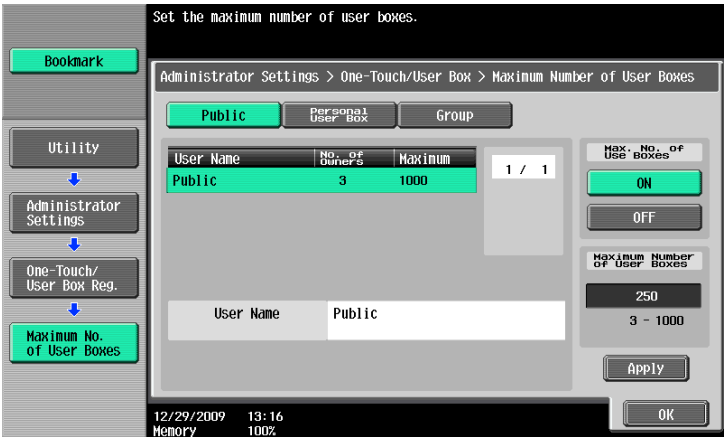 Set the maximum number of user boxes.
Bookmark
Administrator Settings > One-Touch/User Box > Maximum Number of User Boxes
Public
Personal
User Box
Group
Utility
Administrator
Settings
One-Touch/
User Box Reg.
Maximum No.
of User Boxes
User Name
No. of
Owners
Maximum
Public 3 1000
1 / 1
User Name Public
Max. No. of
Use Boxes
ON
OFF
Maximum Number
of User Boxes
250
3 - 1000
Apply
OK
12/29/2009 13:16
Memory 100%